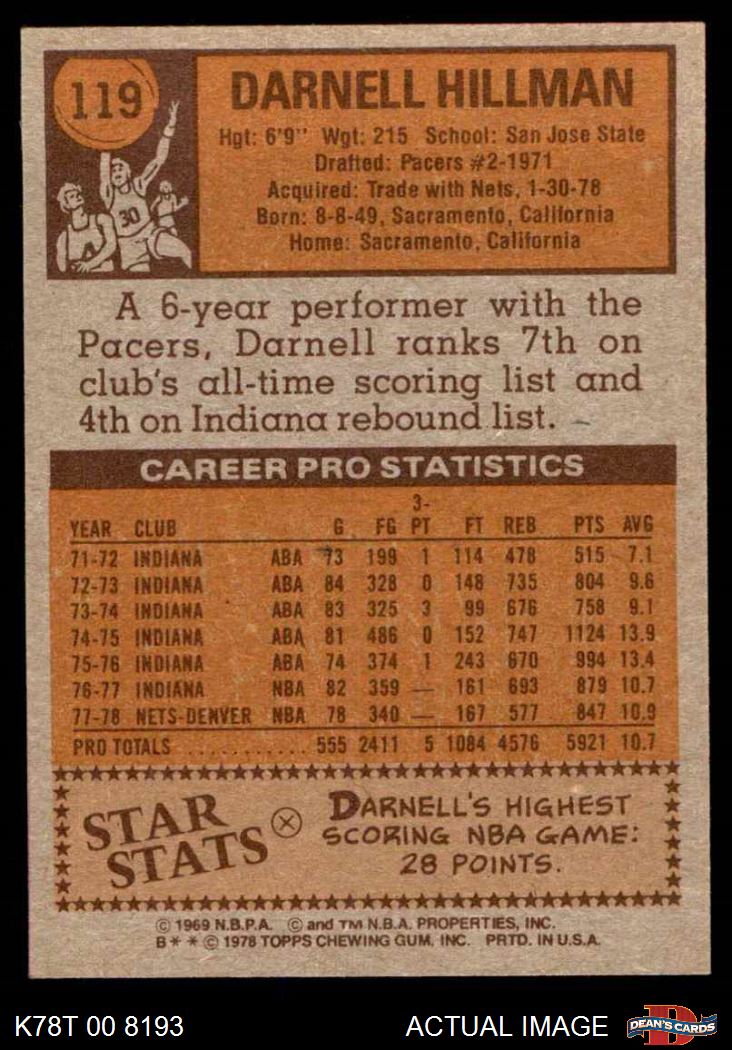 119
DARNELL HILLMAN
Hgt: 6'9" Wgt: 215 School: San Jose State
Drafted: Pacers #2-1971
Acquired: Trade with Nets, 1-30-78
Born: 8-8-49, Sacramento, California
Home: Sacramento, California
30
A 6-year performer with the
Pacers, Darnell ranks 7th on
club's all-time scoring list and
4th on Indiana rebound list.
CAREER PRO STATISTICS
YEAR CLUB G FG 3-PT FT REB PTS AVG
71-72 INDIANA ABA 73 199 1 114 478 515 7.1
72-73 INDIANA ABA 84 328 0 148 735 804 9.6
73-74 INDIANA ABA 83 325 3 99 676 758 9.1
74-75 INDIANA ABA 81 486 0 152 747 1124 13.9
75-76 INDIANA ABA 74 374 1 243 670 994 13.4
76-77 INDIANA NBA 82 359 — 161 693 879 10.7
77-78 NETS-DENVER NBA 78 340 — 167 577 847 10.9
PRO TOTALS ........... 555 2411 5 1084 4576 5921 10.7
STAR
STATS
DARNELL'S HIGHEST
SCORING NBA GAME:
28 POINTS.
© 1969 N.B.P.A. © and TM N.B.A. PROPERTIES, INC.
B * * © 1978 TOPPS CHEWING GUM, INC. PRTD. IN U.S.A.
K78T 00 8193
ACTUAL IMAGE
D
DEAN'S CARDS